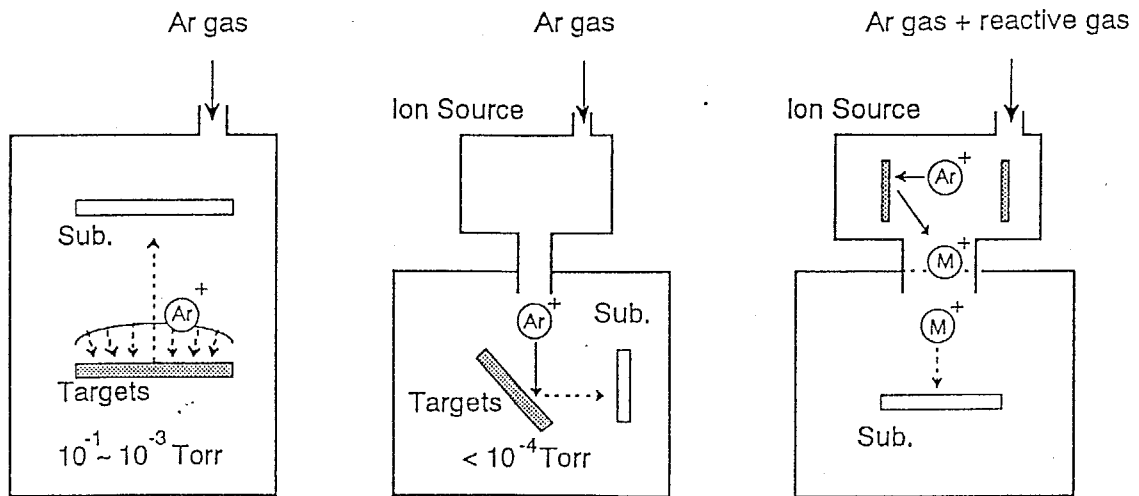 Ar gas
Sub.
Ar+
Targets
10^-1 ~ 10^-3 Torr
Ar gas
Ion Source
Ar+
Sub.
Targets
< 10^-4 Torr
Ar gas + reactive gas
Ion Source
Ar+
M+
M+
Sub.